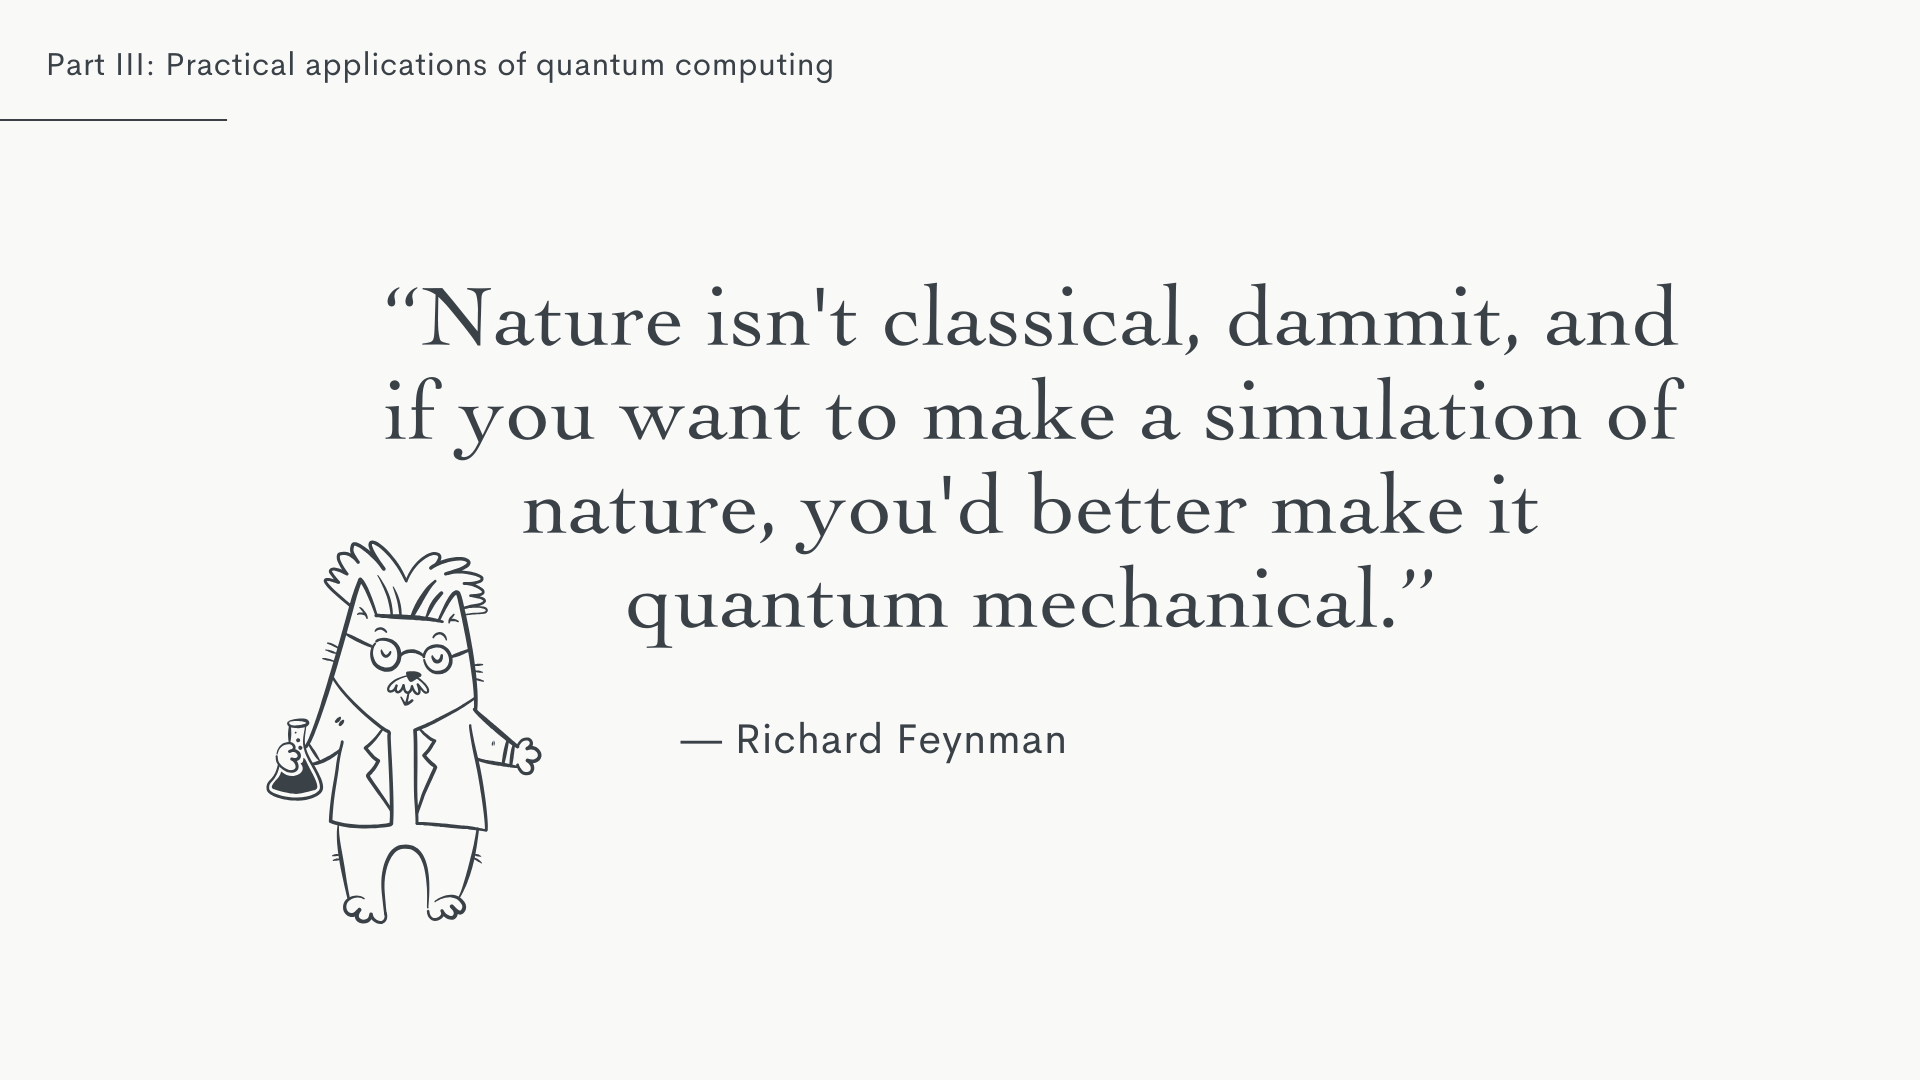 Part III: Practical applications of quantum computing
“Nature isn't classical, dammit, and
if you want to make a simulation of
nature, you'd better make it
quantum mechanical.”
— Richard Feynman